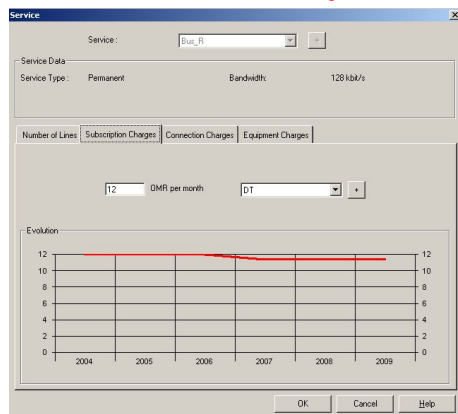 Service
Service : Bus_R +
Service Data
Service Type : Permanent Bandwidth: 128 kbit/s
Number of Lines Subscription Charges Connection Charges Equipment Charges
12 OMR per month DT +
Evolution
12 12
10 10
8 8
6 6
4 4
2 2
0 0
2004 2005 2006 2007 2008 2009
OK Cancel Help